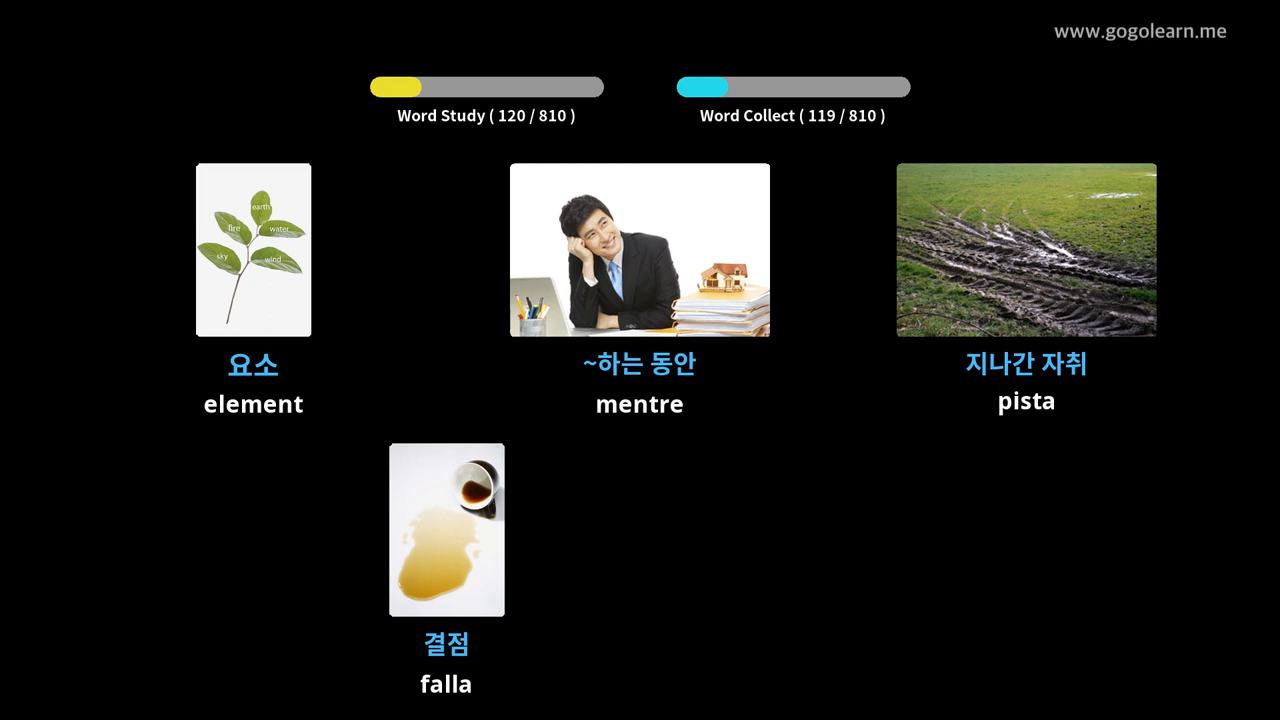 www.gogolearn.me
Word Study ( 120 / 810 )
Word Collect ( 119 / 810 )
earth
fire
water
sky
wind
요소
element
~하는 동안
mentre
지나간 자취
pista
결점
falla